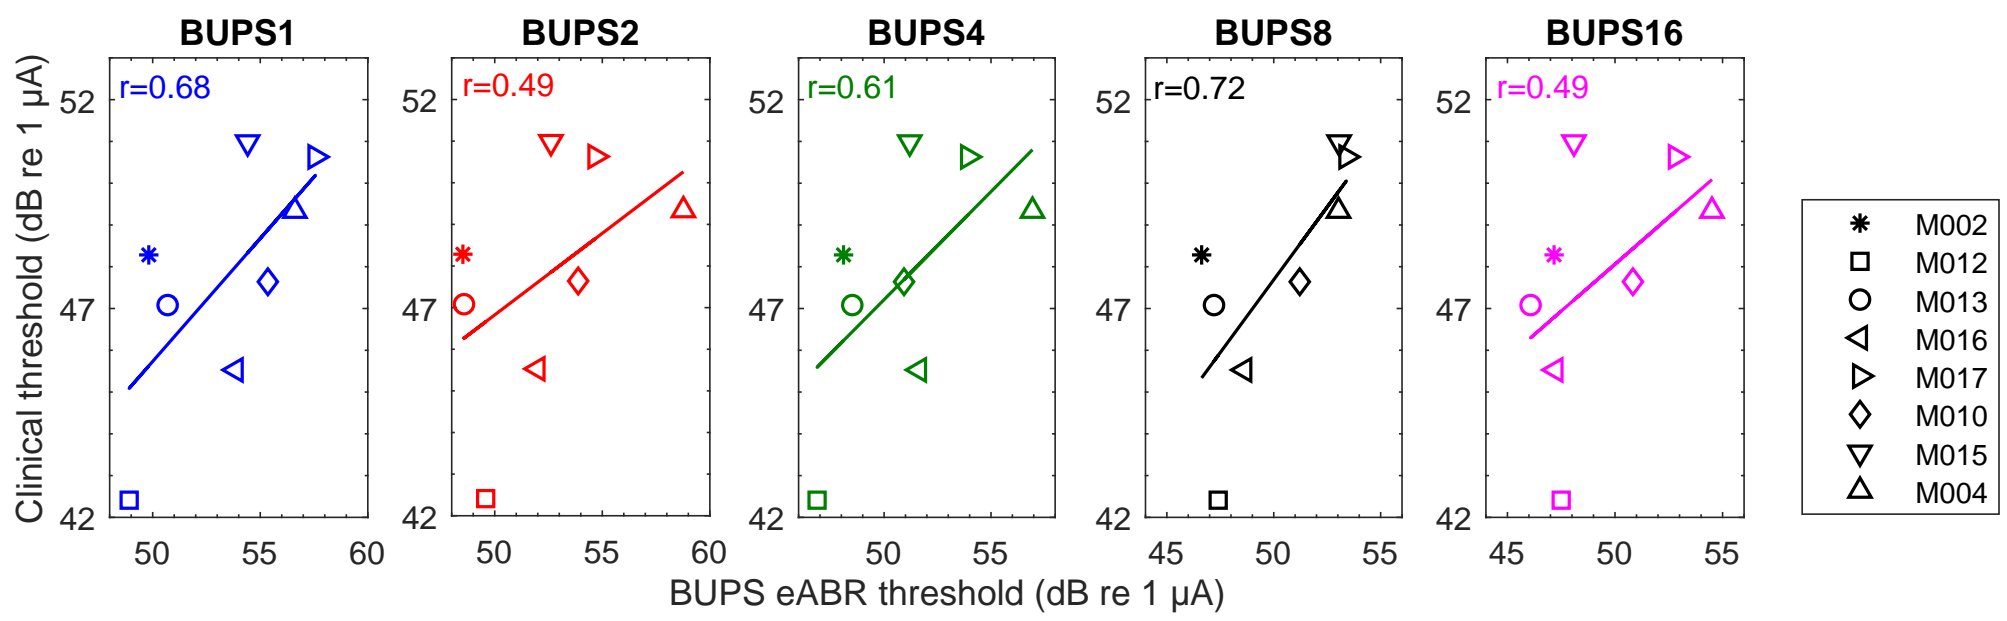 BUPS1 BUPS2 BUPS4 BUPS8 BUPS16
Clinical threshold (dB re 1 µA)
r=0.68 r=0.49 r=0.61 r=0.72 r=0.49
52 52 52 52 52
47 47 47 47 47
42 42 42 42 42
50 55 60 50 55 60 50 55 45 50 55 45 50 55
BUPS eABR threshold (dB re 1 µA)
M002
M012
M013
M016
M017
M010
M015
M004